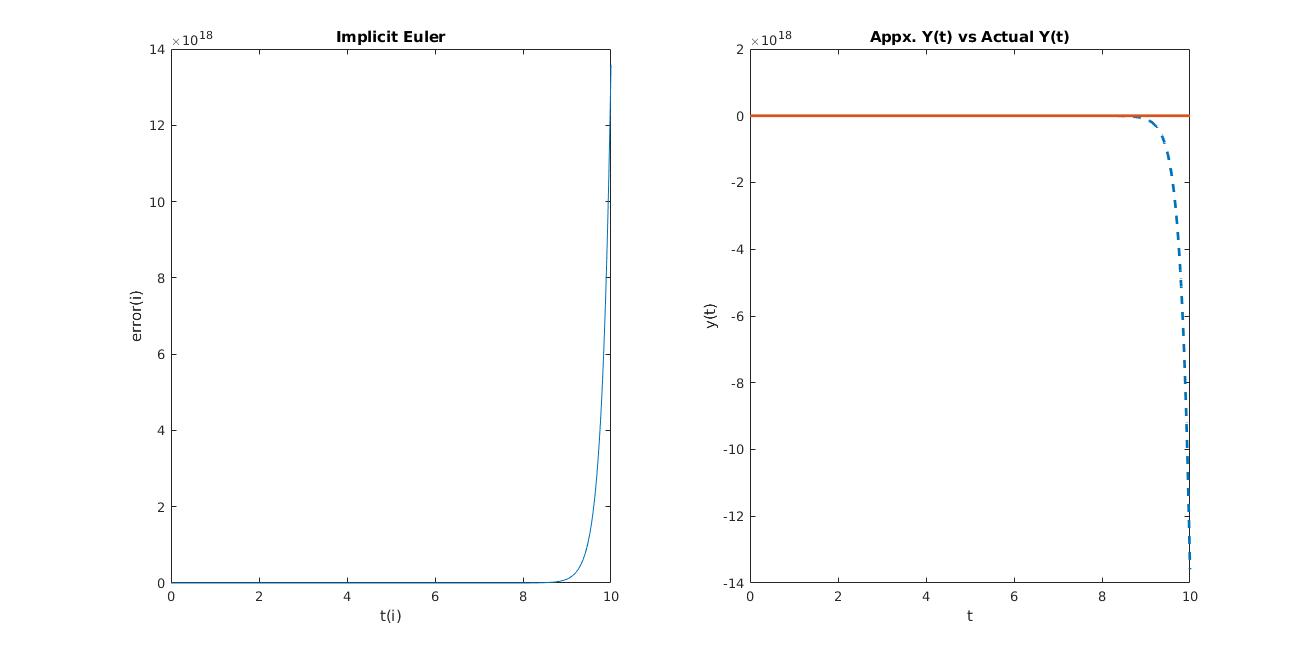 Implicit Euler
×10^18
14
12
10
8
6
4
2
0
error(i)
0 2 4 6 8 10
t(i)
Appx. Y(t) vs Actual Y(t)
×10^18
2
0
-2
-4
-6
-8
-10
-12
-14
y(t)
0 2 4 6 8 10
t